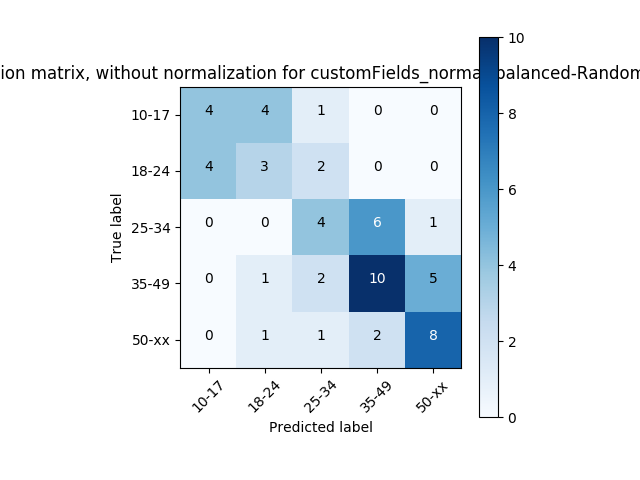 ion matrix, without normalization for customFields_norma balanced-Random
10
8
6
4
2
0
True label
10-17 4 4 1 0 0
18-24 4 3 2 0 0
25-34 0 0 4 6 1
35-49 0 1 2 10 5
50-xx 0 1 1 2 8
10-17 18-24 25-34 35-49 50-xx
Predicted label